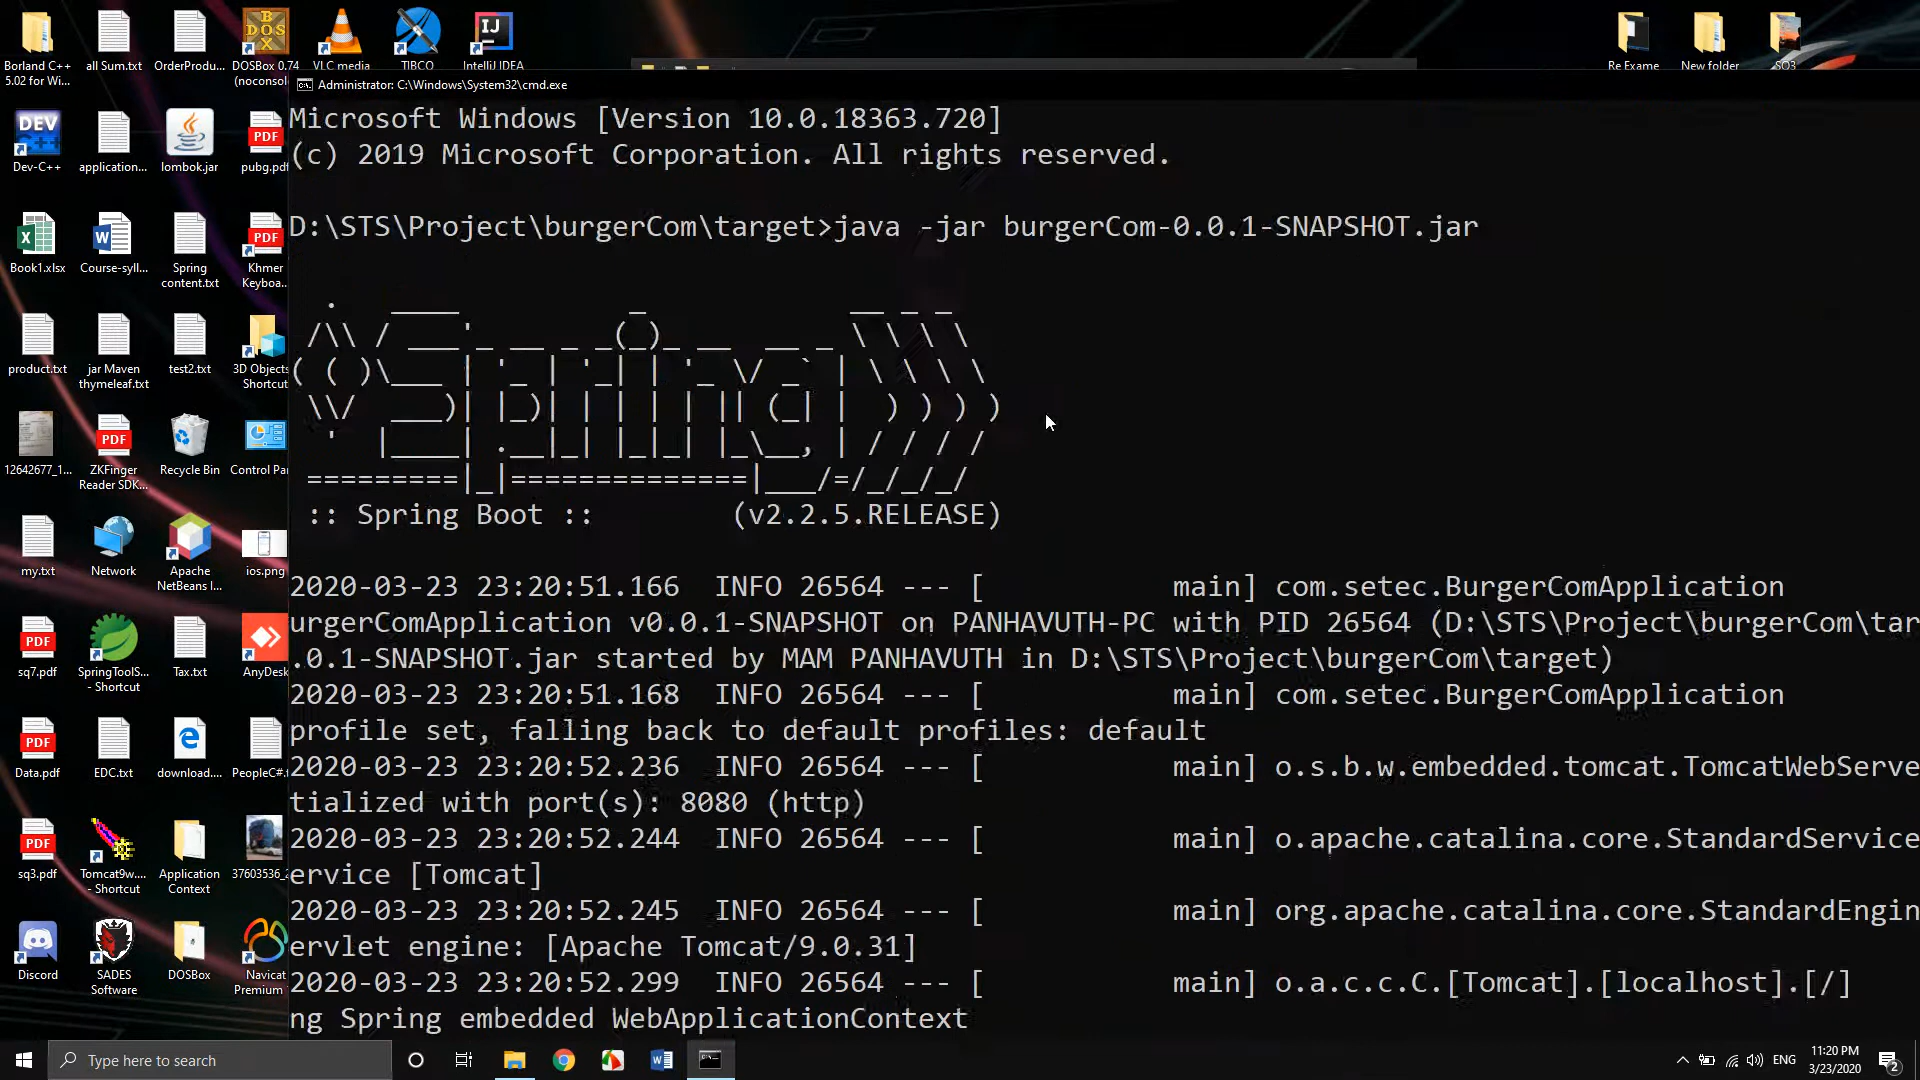 Borland C++
5.02 for Wi...
all Sum.txt
OrderProdu...
DOSBox 0.74
(noconsole
VLC media
TIBCO
IntelliJ IDEA
Re Exame
New folder
SO3
Administrator: C:\Windows\System32\cmd.exe
Microsoft Windows [Version 10.0.18363.720]
(c) 2019 Microsoft Corporation. All rights reserved.
D:\STS\Project\burgerCom\target>java -jar burgerCom-0.0.1-SNAPSHOT.jar
:: Spring Boot ::        (v2.2.5.RELEASE)
2020-03-23 23:20:51.166  INFO 26564 --- [           main] com.setec.BurgerComApplication
urgerComApplication v0.0.1-SNAPSHOT on PANHAVUTH-PC with PID 26564 (D:\STS\Project\burgerCom\tar
.0.1-SNAPSHOT.jar started by MAM PANHAVUTH in D:\STS\Project\burgerCom\target)
2020-03-23 23:20:51.168  INFO 26564 --- [           main] com.setec.BurgerComApplication
profile set, falling back to default profiles: default
2020-03-23 23:20:52.236  INFO 26564 --- [           main] o.s.b.w.embedded.tomcat.TomcatWebServe
tialized with port(s): 8080 (http)
2020-03-23 23:20:52.244  INFO 26564 --- [           main] o.apache.catalina.core.StandardService
ervice [Tomcat]
2020-03-23 23:20:52.245  INFO 26564 --- [           main] org.apache.catalina.core.StandardEngin
ervlet engine: [Apache Tomcat/9.0.31]
2020-03-23 23:20:52.299  INFO 26564 --- [           main] o.a.c.c.C.[Tomcat].[localhost].[/]
ng Spring embedded WebApplicationContext
Dev-C++
application...
lombok.jar
pubg.pdf
Book1.xlsx
Course-syll...
Spring
content.txt
Khmer
Keyboa...
product.txt
jar Maven
thymeleaf.txt
test2.txt
3D Objects
Shortcut
12642677_1...
ZKFinger
Reader SDK...
Recycle Bin
Control Pa
my.txt
Network
Apache
NetBeans I...
ios.png
sq7.pdf
SpringToolS...
- Shortcut
Tax.txt
AnyDesk
Data.pdf
EDC.txt
download....
PeopleC#.t
sq3.pdf
Tomcat9w....
- Shortcut
Application
Context
37603536_2
Discord
SADES
Software
DOSBox
Navicat
Premium
Type here to search
ENG
11:20 PM
3/23/2020
2